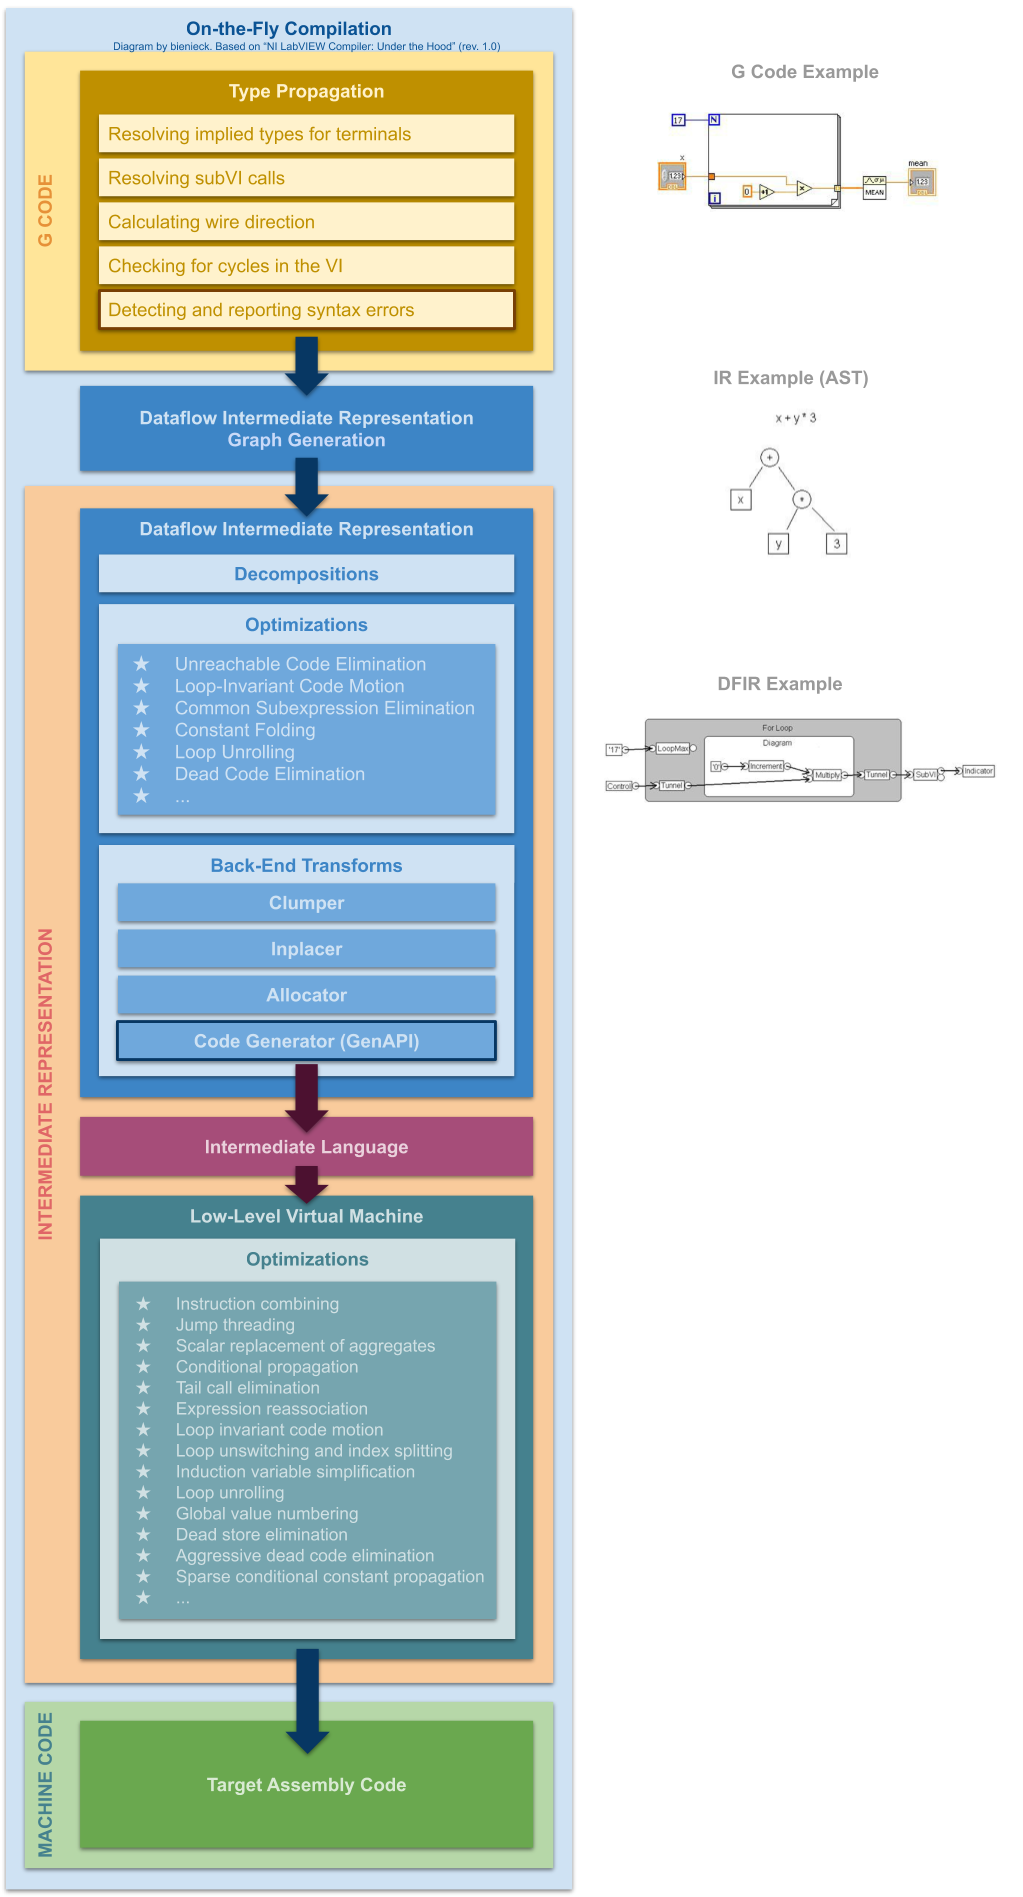 On-the-Fly Compilation
Diagram by bienieck. Based on "NI LabVIEW Compiler: Under the Hood" (rev. 1.0)
G CODE
Type Propagation
Resolving implied types for terminals
Resolving subVI calls
Calculating wire direction
Checking for cycles in the VI
Detecting and reporting syntax errors
Dataflow Intermediate Representation
Graph Generation
INTERMEDIATE REPRESENTATION
Dataflow Intermediate Representation
Decompositions
Optimizations
★ Unreachable Code Elimination
★ Loop-Invariant Code Motion
★ Common Subexpression Elimination
★ Constant Folding
★ Loop Unrolling
★ Dead Code Elimination
★ ...
Back-End Transforms
Clumper
Inplacer
Allocator
Code Generator (GenAPI)
Intermediate Language
Low-Level Virtual Machine
Optimizations
★ Instruction combining
★ Jump threading
★ Scalar replacement of aggregates
★ Conditional propagation
★ Tail call elimination
★ Expression reassociation
★ Loop invariant code motion
★ Loop unswitching and index splitting
★ Induction variable simplification
★ Loop unrolling
★ Global value numbering
★ Dead store elimination
★ Aggressive dead code elimination
★ Sparse conditional constant propagation
★ ...
MACHINE CODE
Target Assembly Code
G Code Example
17 N
x
1.23
0 +1 x
i
MEAN
mean
1.23
IR Example (AST)
x + y * 3
+
x *
y 3
DFIR Example
For Loop
Diagram
'17' LoopMax
'0' Increment
Multiply Tunnel SubVI Indicator
Control Tunnel